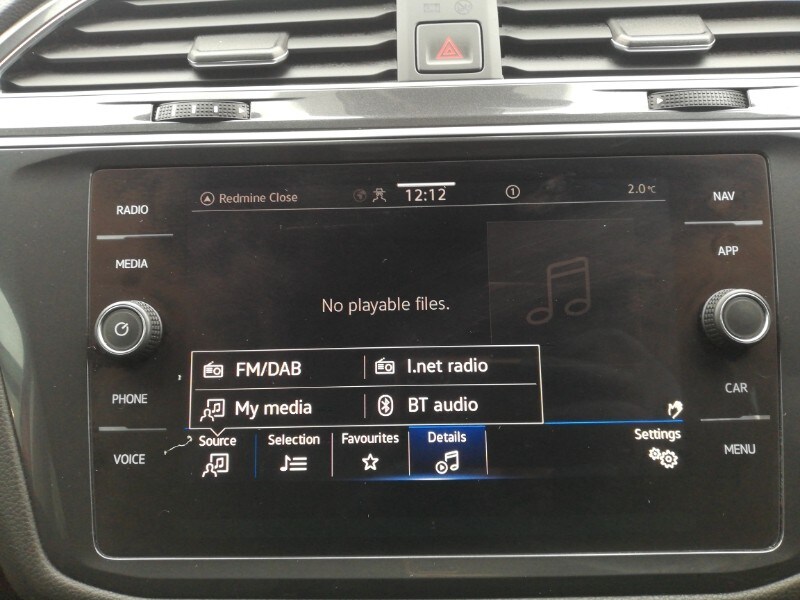 RADIO
MEDIA
PHONE
VOICE
Redmine Close
12:12
1
2.0 °C
No playable files.
FM/DAB
I.net radio
My media
BT audio
Source
Selection
Favourites
Details
Settings
NAV
APP
CAR
MENU